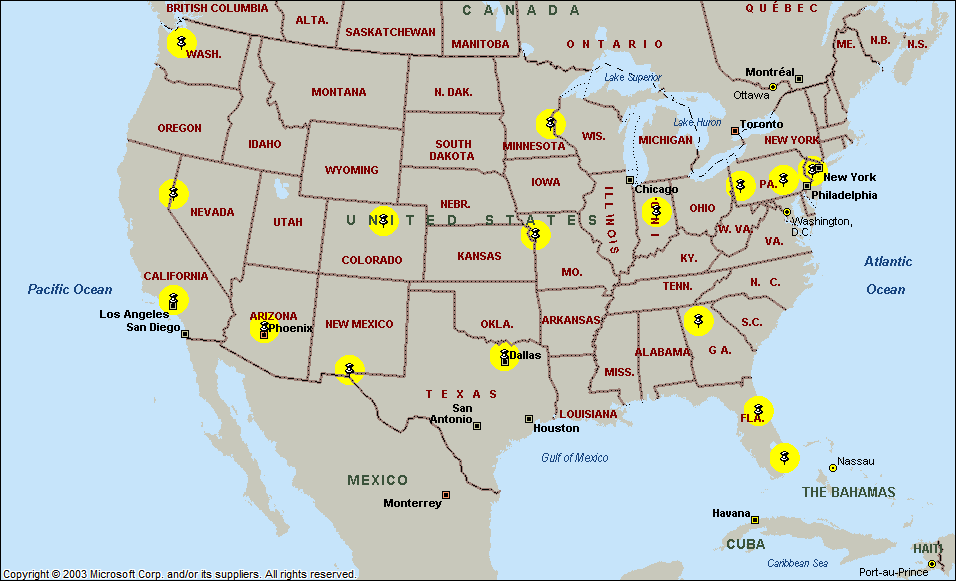 BRITISH COLUMBIA
ALTA.
SASKATCHEWAN
MANITOBA
CANADA
ONTARIO
QUÉBEC
ME.
N.B.
N.S.
WASH.
MONTANA
N. DAK.
Lake Superior
Montréal
Ottawa
OREGON
IDAHO
SOUTH
DAKOTA
MINNESOTA
WIS.
Lake Huron
MICHIGAN
Toronto
NEW YORK
WYOMING
IOWA
NEBR.
Chicago
PA.
New York
Philadelphia
NEVADA
UTAH
UNITED STATES
ILLINOIS
IN.
OHIO
W. VA.
Washington,
D.C.
VA.
COLORADO
KANSAS
MO.
KY.
CALIFORNIA
Pacific Ocean
Atlantic
Ocean
TENN.
N. C.
Los Angeles
San Diego
ARIZONA
Phoenix
NEW MEXICO
OKLA.
ARKANSAS
S.C.
Dallas
MISS.
ALABAMA
GA.
TEXAS
San
Antonio
Houston
LOUISIANA
FLA.
Gulf of Mexico
Nassau
MEXICO
Monterrey
THE BAHAMAS
Havana
CUBA
HAITI
Caribbean Sea
Port-au-Prince
Copyright © 2003 Microsoft Corp. and/or its suppliers. All rights reserved.